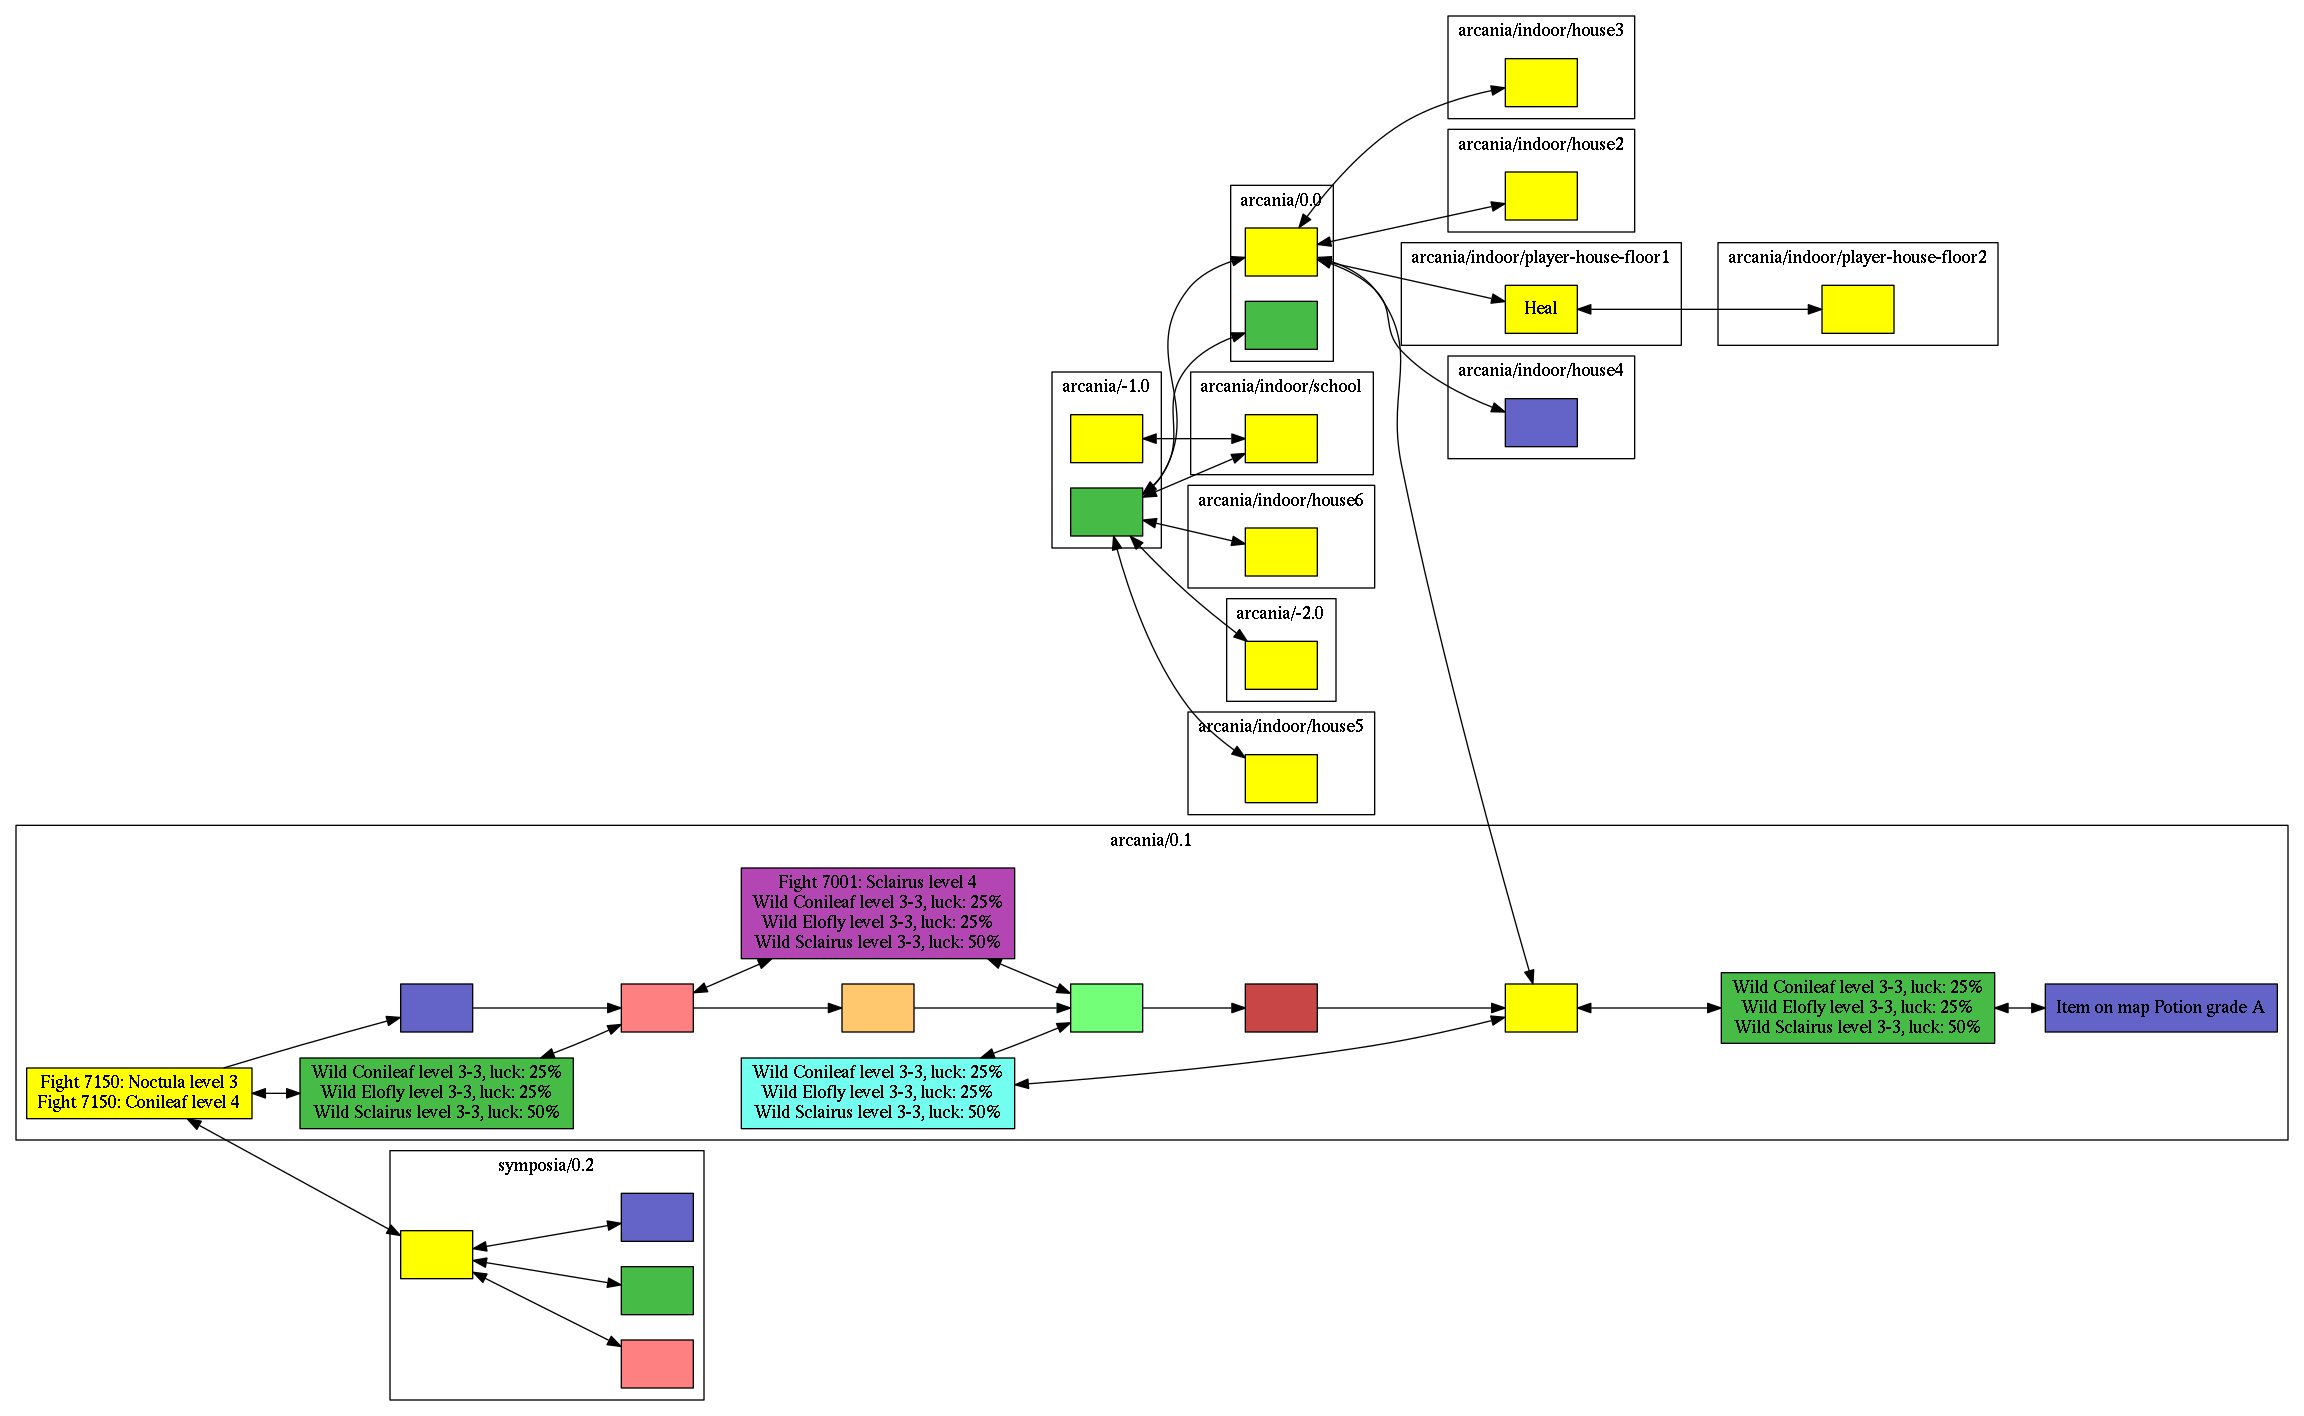 arcania/indoor/house3
arcania/indoor/house2
arcania/0.0
arcania/indoor/player-house-floor1
Heal
arcania/indoor/player-house-floor2
arcania/indoor/house4
arcania/-1.0
arcania/indoor/school
arcania/indoor/house6
arcania/-2.0
arcania/indoor/house5
arcania/0.1
Fight 7001: Sclairus level 4
Wild Conileaf level 3-3, luck: 25%
Wild Elofly level 3-3, luck: 25%
Wild Sclairus level 3-3, luck: 50%
Wild Conileaf level 3-3, luck: 25%
Wild Elofly level 3-3, luck: 25%
Wild Sclairus level 3-3, luck: 50%
Item on map Potion grade A
Fight 7150: Noctula level 3
Fight 7150: Conileaf level 4
Wild Conileaf level 3-3, luck: 25%
Wild Elofly level 3-3, luck: 25%
Wild Sclairus level 3-3, luck: 50%
Wild Conileaf level 3-3, luck: 25%
Wild Elofly level 3-3, luck: 25%
Wild Sclairus level 3-3, luck: 50%
symposia/0.2